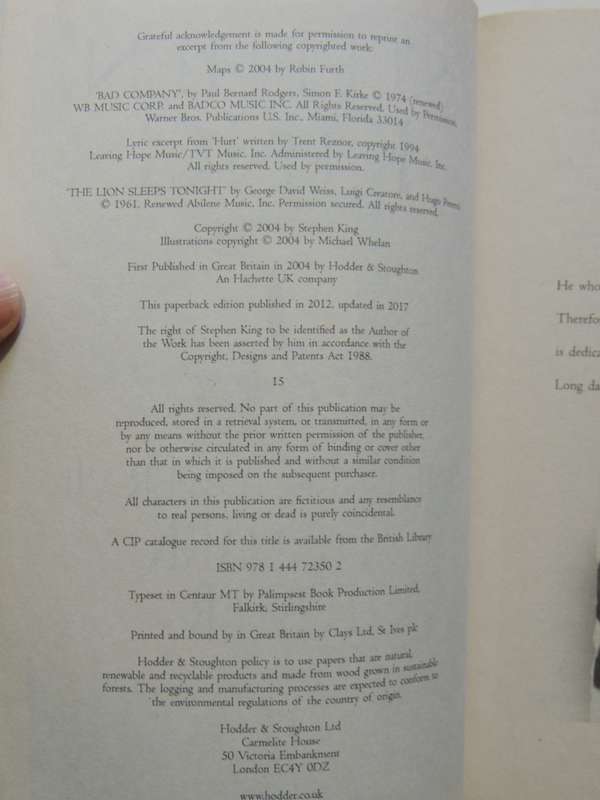 Grateful acknowledgement is made for permission to reprint an
excerpt from the following copyrighted work:
Maps © 2004 by Robin Furth
'BAD COMPANY', by Paul Bernard Rodgers, Simon F. Kirke © 1974 (renewed)
WB MUSIC CORP. and BADCO MUSIC INC. All Rights Reserved. Used by Permission,
Warner Bros. Publications U.S. Inc., Miami, Florida 33014
Lyric excerpt from 'Hurt' written by Trent Reznor, copyright 1994
Leaving Hope Music/TVT Music. Inc. Administered by Leaving Hope Music, Inc.
All rights reserved. Used by permission.
'THE LION SLEEPS TONIGHT' by George David Weiss, Luigi Creatore, and Hugo Peretti
© 1961. Renewed Abilene Music, Inc. Permission secured. All rights reserved.
Copyright © 2004 by Stephen King
Illustrations copyright © 2004 by Michael Whelan
First Published in Great Britain in 2004 by Hodder & Stoughton
An Hachette UK company
This paperback edition published in 2012, updated in 2017
The right of Stephen King to be identified as the Author of
the Work has been asserted by him in accordance with the
Copyright, Designs and Patents Act 1988.
15
All rights reserved. No part of this publication may be
reproduced, stored in a retrieval system, or transmitted, in any form or
by any means without the prior written permission of the publisher,
nor be otherwise circulated in any form of binding or cover other
than that in which it is published and without a similar condition
being imposed on the subsequent purchaser.
All characters in this publication are fictitious and any resemblance
to real persons, living or dead is purely coincidental.
A CIP catalogue record for this title is available from the British Library
ISBN 978 1 444 72350 2
Typeset in Centaur MT by Palimpsest Book Production Limited,
Falkirk, Stirlingshire
Printed and bound by in Great Britain by Clays Ltd, St Ives plc
Hodder & Stoughton policy is to use papers that are natural,
renewable and recyclable products and made from wood grown in sustainable
forests. The logging and manufacturing processes are expected to conform to
the environmental regulations of the country of origin.
Hodder & Stoughton Ltd
Carmelite House
50 Victoria Embankment
London EC4Y 0DZ
www.hodder.co.uk
He who
Therefo
is dedica
Long da